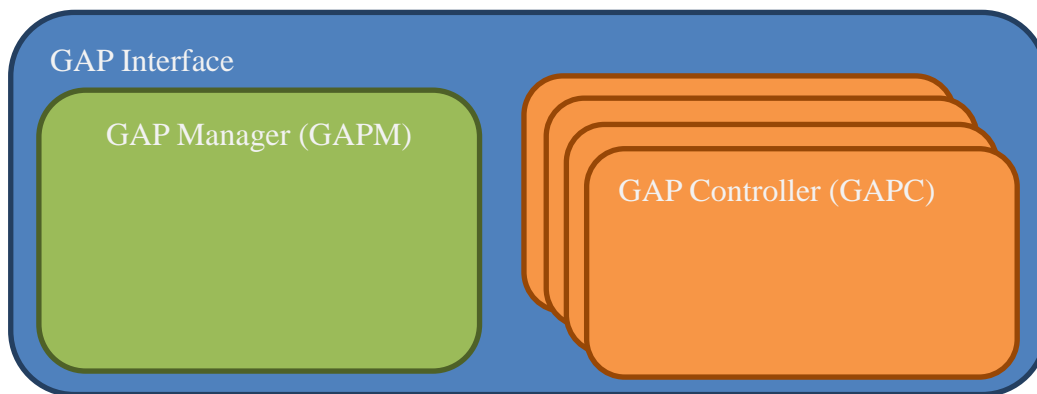 GAP Interface
GAP Manager (GAPM)
GAP Controller (GAPC)